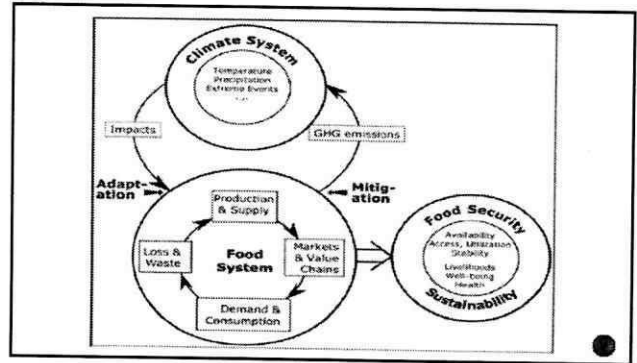 Climate System
Temperature
Precipitation
Extreme Events
...
Impacts
GHG emissions
Adapt-
ation
Mitig-
ation
Production
& Supply
Loss &
Waste
Food
System
Markets
& Value
Chains
Demand &
Consumption
Food Security
Availability
Access, Utilization
Stability
Livelihoods
Well-being
Health
Sustainability